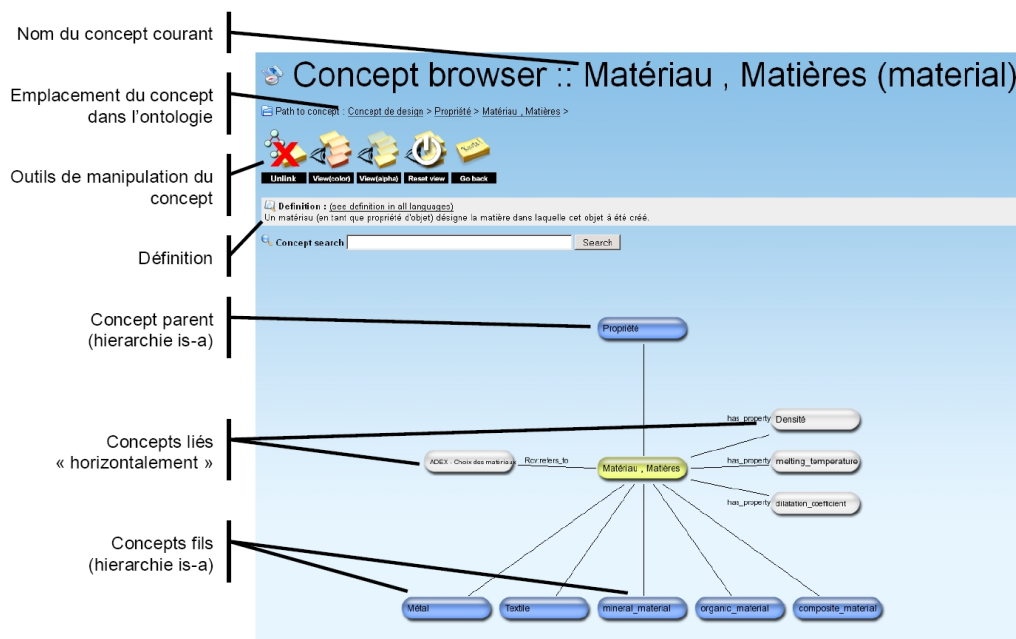 Nom du concept courant
Concept browser :: Matériau , Matières (material)
Emplacement du concept
dans l'ontologie
Path to concept : Concept de design > Propriété > Matériau , Matières >
Outils de manipulation du
concept
Unlink View(color) View(alpha) Reset view Go back
Definition : (see definition in all languages)
Un matériau (en tant que propriété d'objet) désigne la matière dans laquelle cet objet à été créé.
Définition
Concept search Search
Concept parent
(hierarchie is-a)
Propriété
Concepts liés
« horizontalement »
has_property Densité
ADEX - Choix des matériaux Rcv:refers_to Matériau , Matières has_property melting_temperature
has_property dilatation_coefficient
Concepts fils
(hierarchie is-a)
Métal Textile mineral_material organic_material composite_material